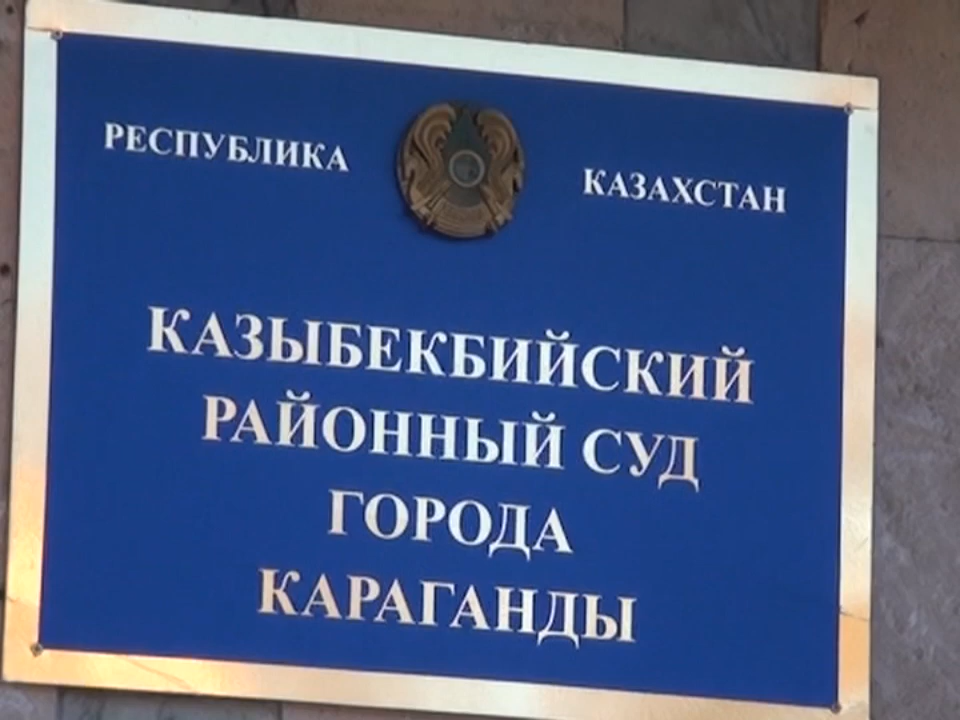 РЕСПУБЛИКА КАЗАХСТАН
КАЗЫБЕКБИЙСКИЙ
РАЙОННЫЙ СУД
ГОРОДА
КАРАГАНДЫ